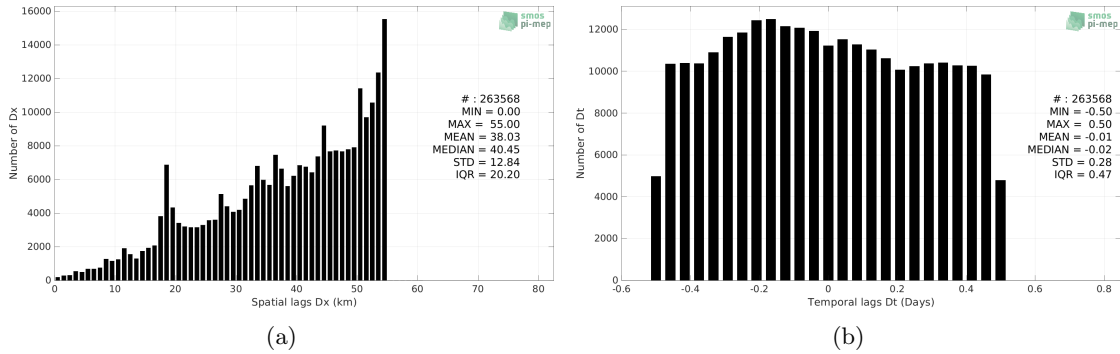 smos
pi-mep
16000
14000
12000
10000
8000
6000
4000
2000
0
Number of Dx
# : 263568
MIN = 0.00
MAX = 55.00
MEAN = 38.03
MEDIAN = 40.45
STD = 12.84
IQR = 20.20
0 10 20 30 40 50 60 70 80
Spatial lags Dx (km)
(a)
smos
pi-mep
12000
10000
8000
6000
4000
2000
0
Number of Dt
# : 263568
MIN = -0.50
MAX = 0.50
MEAN = -0.01
MEDIAN = -0.02
STD = 0.28
IQR = 0.47
-0.6 -0.4 -0.2 0 0.2 0.4 0.6 0.8
Temporal lags Dt (Days)
(b)